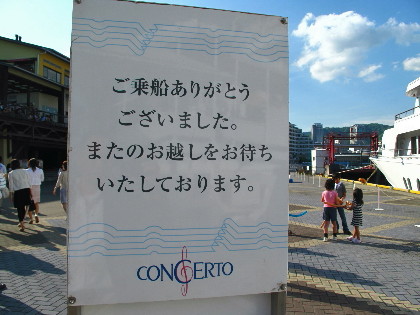 ご乗船ありがとう
ございました。
またのお越しをお待ち
いたしております。
CONCERTO